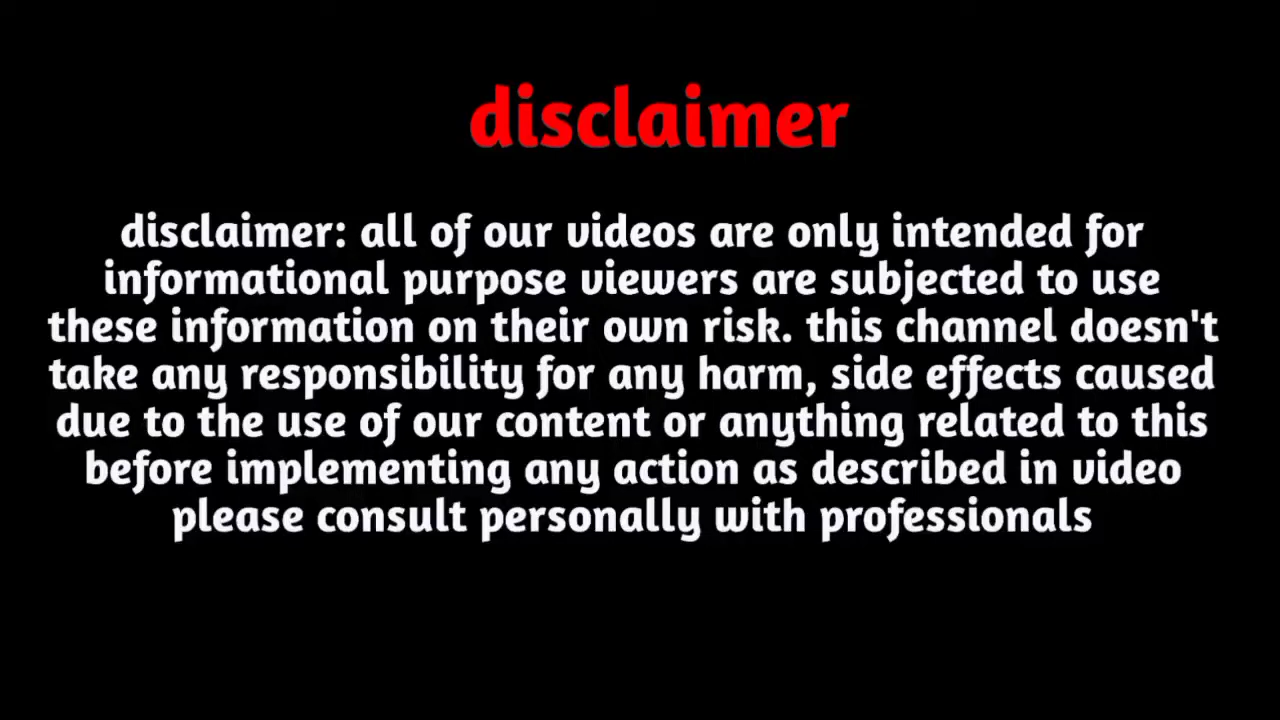 disclaimer
disclaimer: all of our videos are only intended for
informational purpose viewers are subjected to use
these information on their own risk. this channel doesn't
take any responsibility for any harm, side effects caused
due to the use of our content or anything related to this
before implementing any action as described in video
please consult personally with professionals